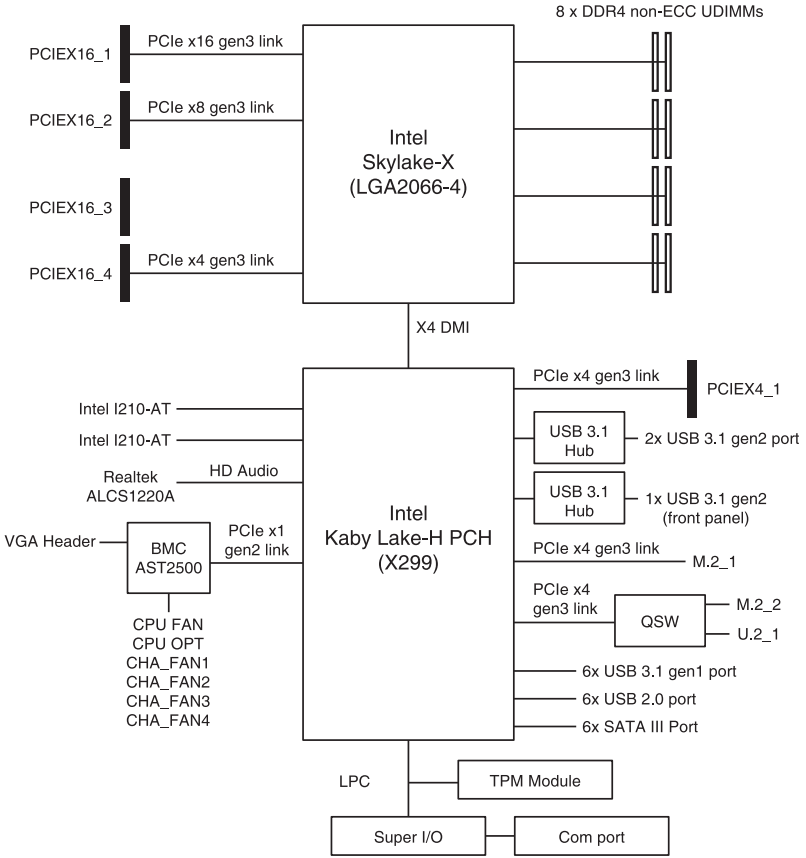 8 x DDR4 non-ECC UDIMMs
PCIEX16_1
PCIe x16 gen3 link
PCIEX16_2
PCIe x8 gen3 link
PCIEX16_3
PCIEX16_4
PCIe x4 gen3 link
Intel
Skylake-X
(LGA2066-4)
X4 DMI
Intel I210-AT
Intel I210-AT
Realtek
ALCS1220A
HD Audio
VGA Header
BMC
AST2500
PCIe x1
gen2 link
CPU FAN
CPU OPT
CHA_FAN1
CHA_FAN2
CHA_FAN3
CHA_FAN4
Intel
Kaby Lake-H PCH
(X299)
PCIe x4 gen3 link
PCIEX4_1
USB 3.1
Hub
2x USB 3.1 gen2 port
USB 3.1
Hub
1x USB 3.1 gen2
(front panel)
PCIe x4 gen3 link
M.2_1
PCIe x4
gen3 link
QSW
M.2_2
U.2_1
6x USB 3.1 gen1 port
6x USB 2.0 port
6x SATA III Port
LPC
TPM Module
Super I/O
Com port